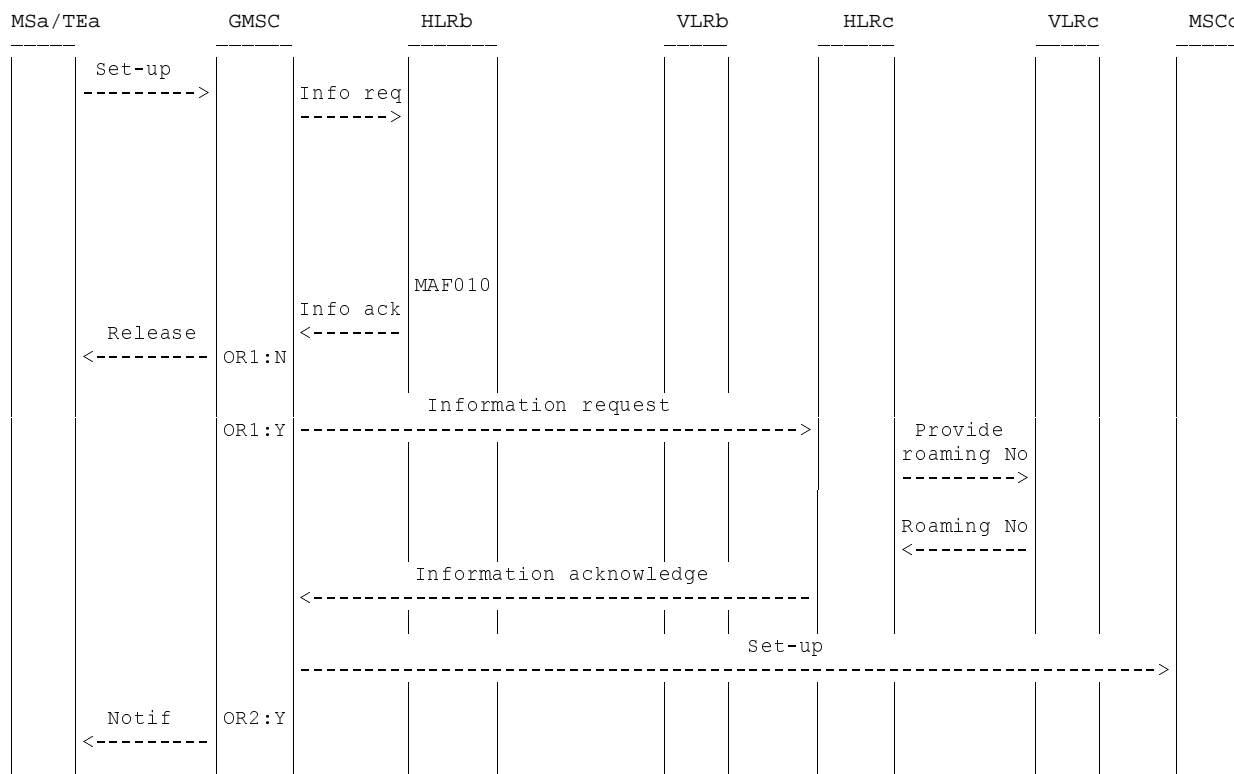 MSa/TEa GMSC HLRb VLRb HLRc VLRc MSCc
Set-up
Info req
MAF010
Info ack
Release
OR1:N
Information request
OR1:Y Provide
roaming No
Roaming No
Information acknowledge
Set-up
Notif OR2:Y